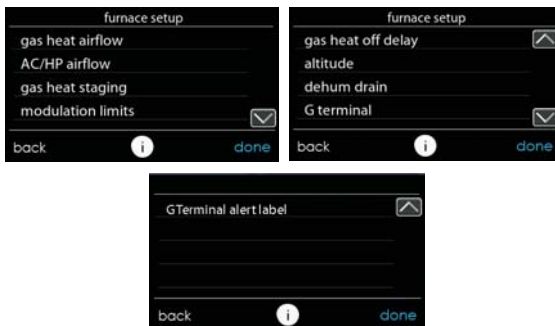 furnace setup
gas heat airflow
AC/HP airflow
gas heat staging
modulation limits
back i done
furnace setup
gas heat off delay
altitude
dehum drain
G terminal
back i done
GTerminal alert label
back i done